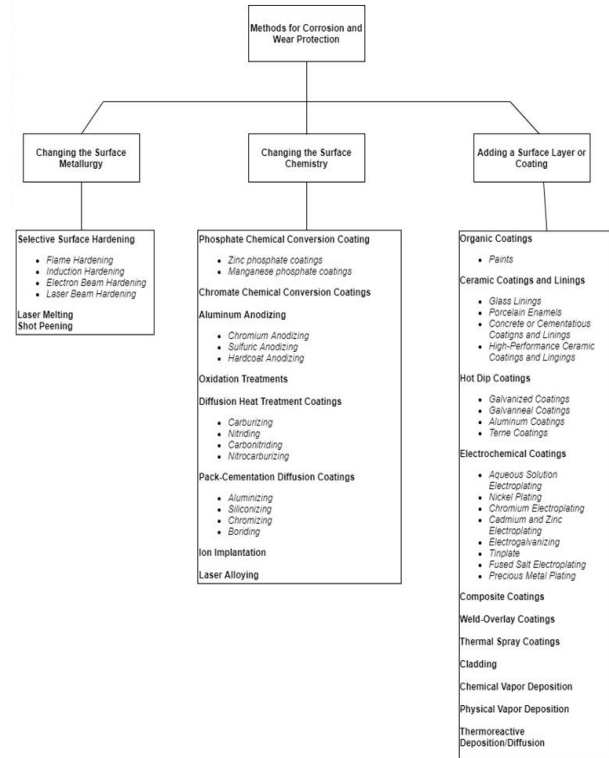 Methods for Corrosion and
Wear Protection
Changing the Surface
Metallurgy
Changing the Surface
Chemistry
Adding a Surface Layer or
Coating
Selective Surface Hardening
Flame Hardening
Induction Hardening
Electron Beam Hardening
Laser Beam Hardening
Laser Melting
Shot Peening
Phosphate Chemical Conversion Coating
Zinc phosphate coatings
Manganese phosphate coatings
Chromate Chemical Conversion Coatings
Aluminum Anodizing
Chromium Anodizing
Sulfuric Anodizing
Hardcoat Anodizing
Oxidation Treatments
Diffusion Heat Treatment Coatings
Carburizing
Nitriding
Carbonitriding
Nitrocarburizing
Pack-Cementation Diffusion Coatings
Aluminizing
Siliconizing
Chromizing
Boriding
Ion Implantation
Laser Alloying
Organic Coatings
Paints
Ceramic Coatings and Linings
Glass Linings
Porcelain Enamels
Concrete or Cementatious
Coatigns and Linings
High-Performance Ceramic
Coatings and Lingings
Hot Dip Coatings
Galvanized Coatings
Galvanneal Coatings
Aluminum Coatings
Terne Coatings
Electrochemical Coatings
Aqueous Solution
Electroplating
Nickel Plating
Chromium Electroplating
Cadmium and Zinc
Electroplating
Electrogalvanizing
Tinplate
Fused Salt Electroplating
Precious Metal Plating
Composite Coatings
Weld-Overlay Coatings
Thermal Spray Coatings
Cladding
Chemical Vapor Deposition
Physical Vapor Deposition
Thermoreactive
Deposition/Diffusion